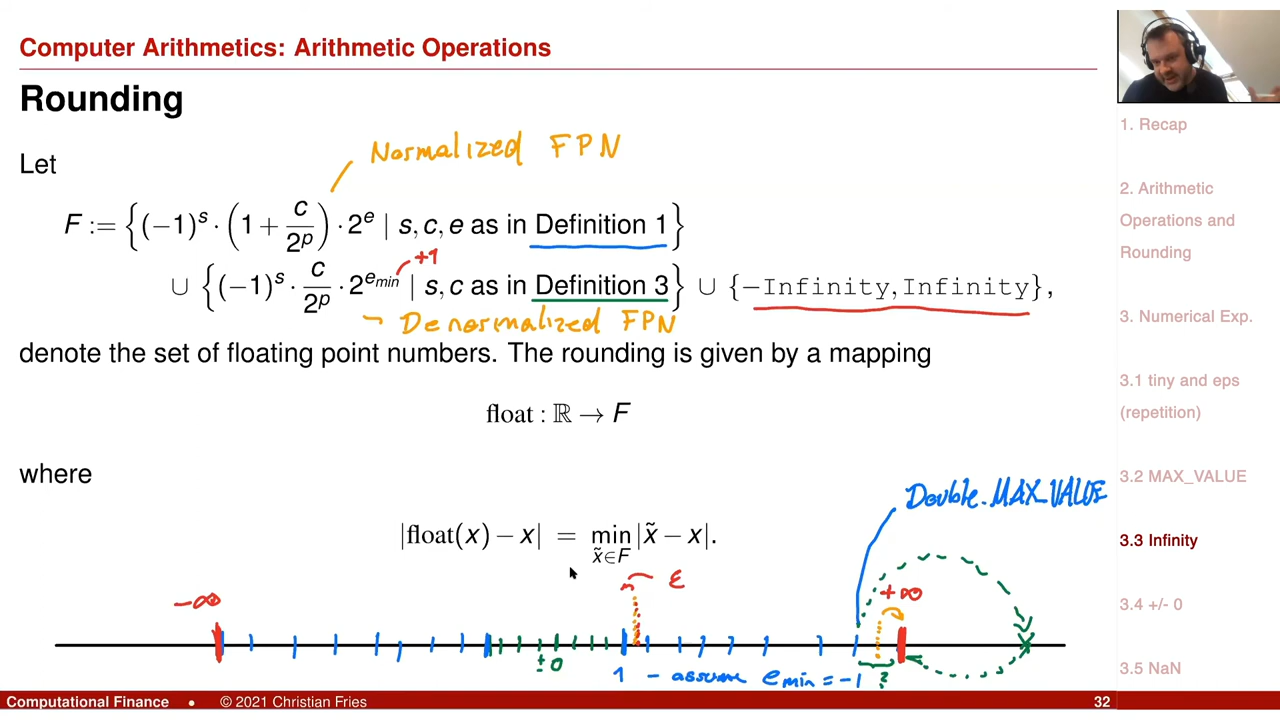 Computer Arithmetics: Arithmetic Operations
Rounding
Normalized FPN
Let
F := {(−1)^s · (1 + c/2^p) · 2^e | s, c, e as in Definition 1}
+1
∪ {(−1)^s · c/2^p · 2^{e_min} | s, c as in Definition 3} ∪ {−Infinity, Infinity},
Denormalized FPN
denote the set of floating point numbers. The rounding is given by a mapping
float : ℝ → F
where
Double.MAX_VALUE
|float(x) − x| = min_{x̃∈F} |x̃ − x|.
−∞
ε
+∞
±0
1 – assume e_min = −1
?
1. Recap
2. Arithmetic
Operations and
Rounding
3. Numerical Exp.
3.1 tiny and eps
(repetition)
3.2 MAX_VALUE
3.3 Infinity
3.4 +/- 0
3.5 NaN
Computational Finance • © 2021 Christian Fries 32